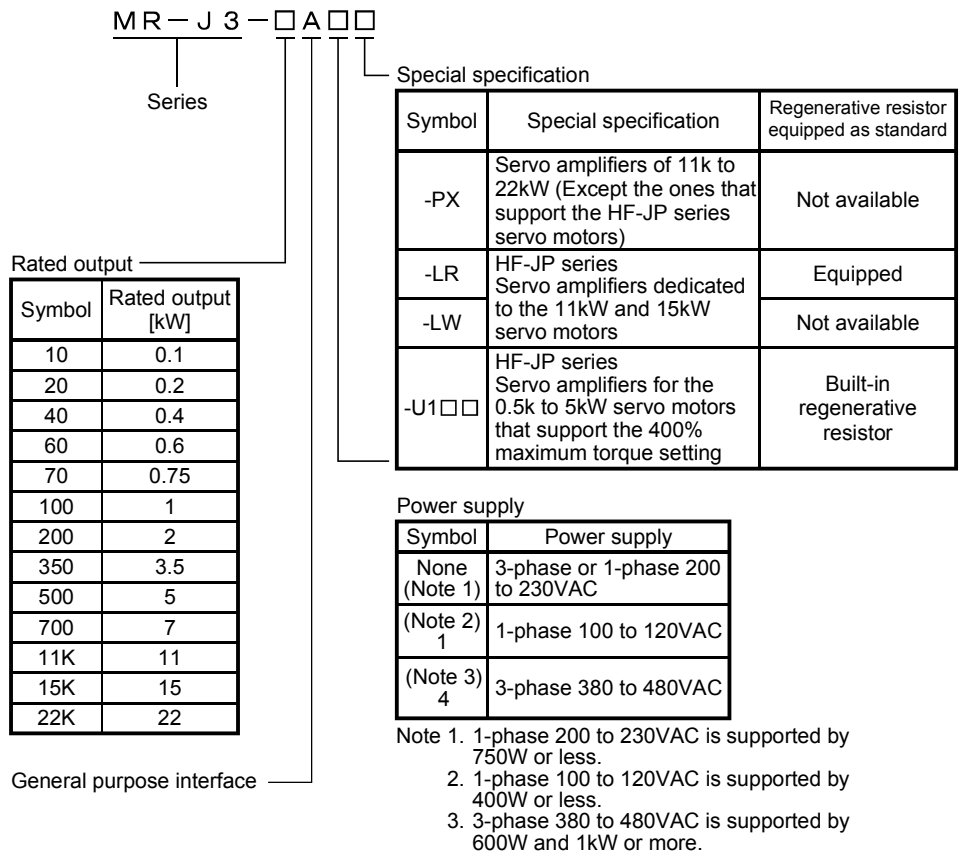 MR－J3－□A□□
Series
Special specification
Symbol Special specification Regenerative resistor equipped as standard
-PX Servo amplifiers of 11k to 22kW (Except the ones that support the HF-JP series servo motors) Not available
-LR HF-JP series Servo amplifiers dedicated to the 11kW and 15kW servo motors Equipped
-LW Not available
-U1□□ HF-JP series Servo amplifiers for the 0.5k to 5kW servo motors that support the 400% maximum torque setting Built-in regenerative resistor
Rated output
Symbol Rated output [kW]
10 0.1
20 0.2
40 0.4
60 0.6
70 0.75
100 1
200 2
350 3.5
500 5
700 7
11K 11
15K 15
22K 22
General purpose interface
Power supply
Symbol Power supply
None (Note 1) 3-phase or 1-phase 200 to 230VAC
(Note 2) 1 1-phase 100 to 120VAC
(Note 3) 4 3-phase 380 to 480VAC
Note 1. 1-phase 200 to 230VAC is supported by
750W or less.
2. 1-phase 100 to 120VAC is supported by
400W or less.
3. 3-phase 380 to 480VAC is supported by
600W and 1kW or more.